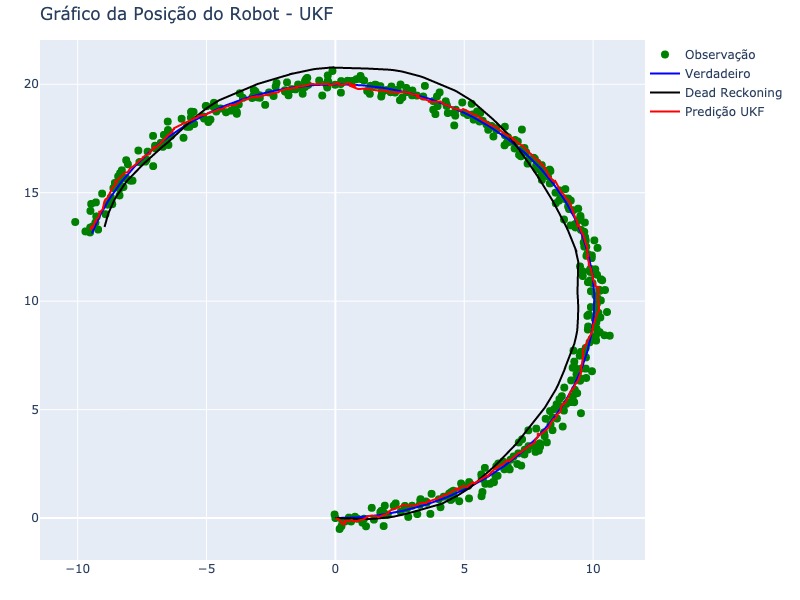 Gráfico da Posição do Robot - UKF
Observação
Verdadeiro
Dead Reckoning
Predição UKF
20
15
10
5
0
−10
−5
0
5
10